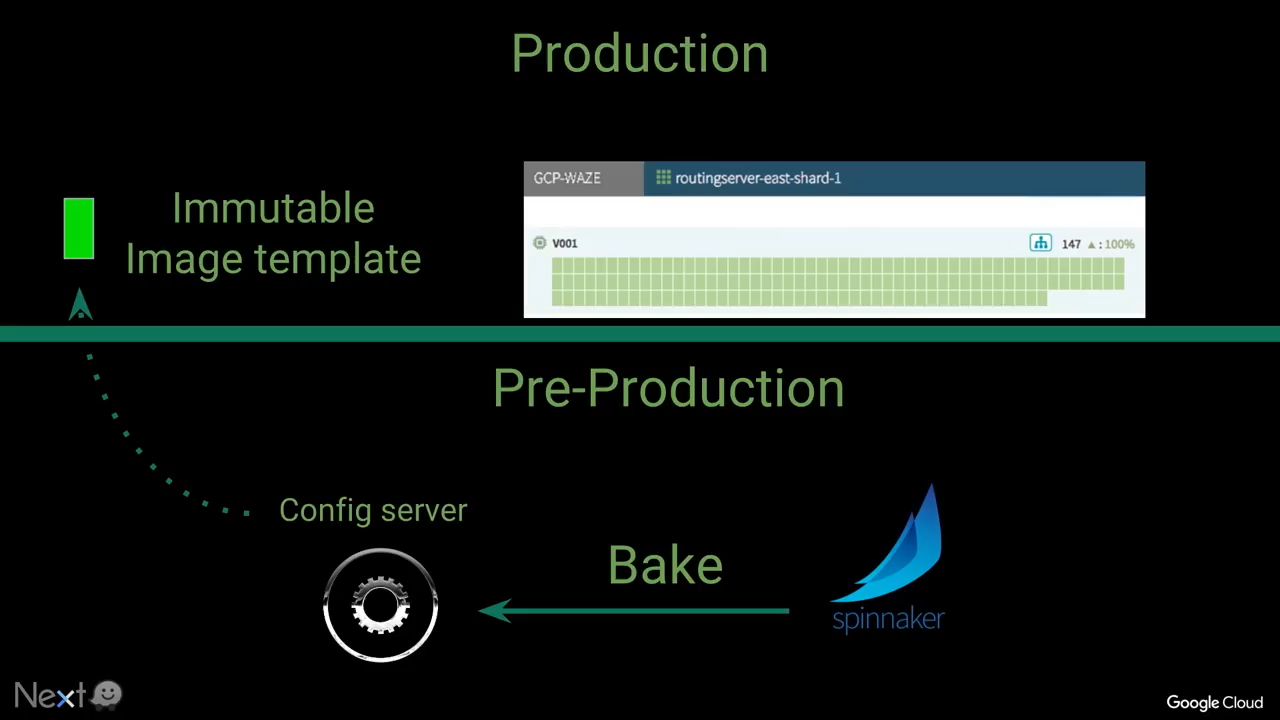 Production
Immutable
Image template
GCP-WAZE
routingserver-east-shard-1
V001
147 ▲ : 100%
Pre-Production
Config server
Bake
spinnaker
Next
Google Cloud